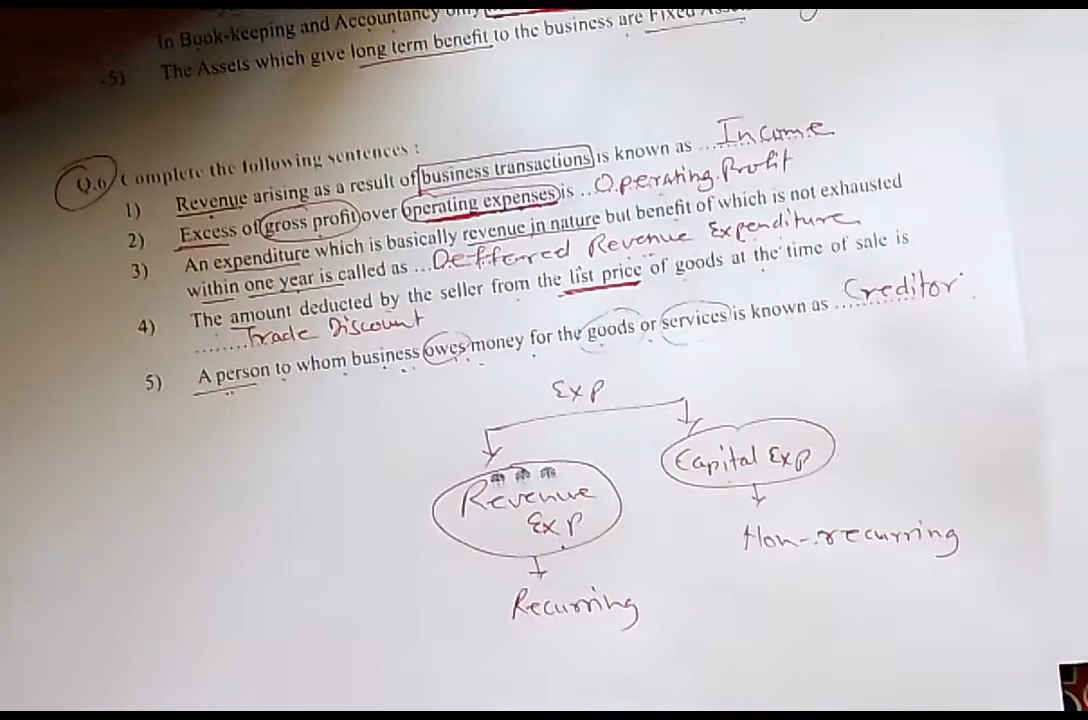 In Book-keeping and Accountancy only
5) The Assets which give long term benefit to the business are Fixed Assets
Q.6 Complete the following sentences :
1) Revenue arising as a result of business transactions is known as ...Income
2) Excess of gross profit over operating expenses is ...Operating Profit
3) An expenditure which is basically revenue in nature but benefit of which is not exhausted
within one year is called as ...Defferred Revenue Expenditure
4) The amount deducted by the seller from the list price of goods at the time of sale is
........Trade Discount
5) A person to whom business owes money for the goods or services is known as ...Creditor
Exp
Revenue Exp
Capital Exp
Recurring
Non-recurring